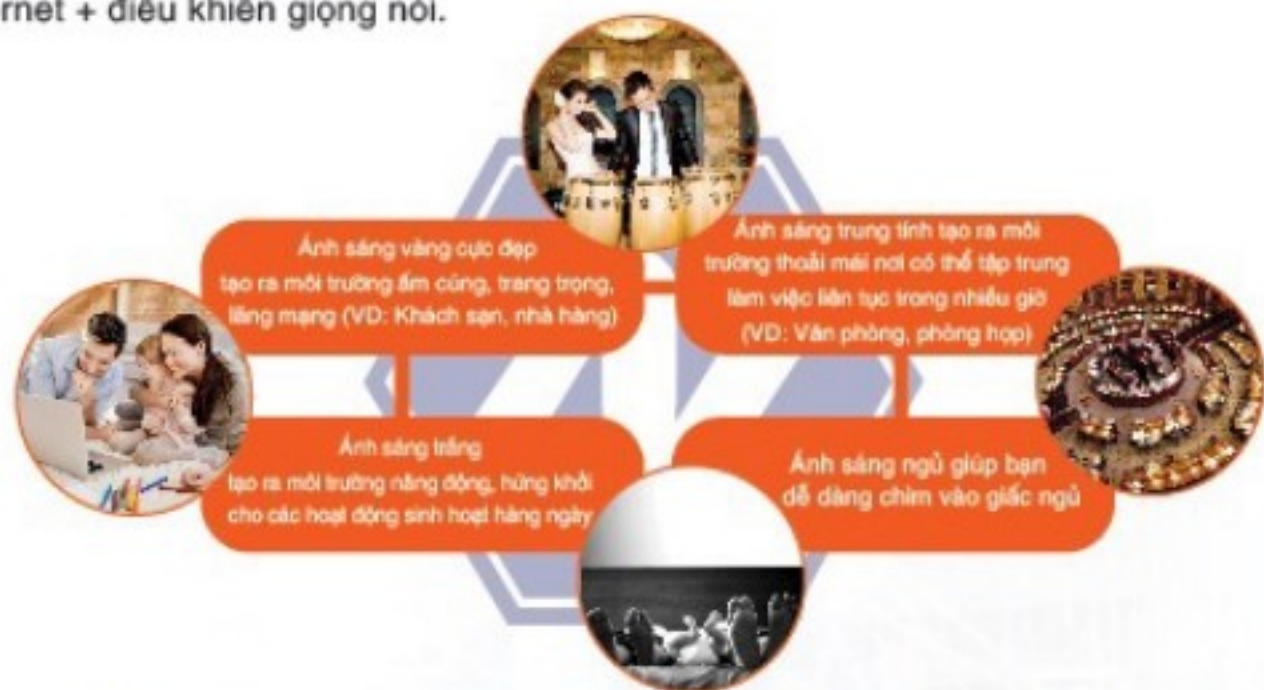 rnet + điều khiển giọng nói.
Ánh sáng vàng cực đẹp
tạo ra môi trường ấm cúng, trang trọng,
lãng mạn (VD: Khách sạn, nhà hàng)
Ánh sáng trung tính tạo ra môi
trường thoải mái nơi có thể tập trung
làm việc liên tục trong nhiều giờ
(VD: Văn phòng, phòng họp)
Ánh sáng trắng
tạo ra môi trường năng động, hứng khởi
cho các hoạt động sinh hoạt hàng ngày
Ánh sáng ngủ giúp bạn
dễ dàng chìm vào giấc ngủ